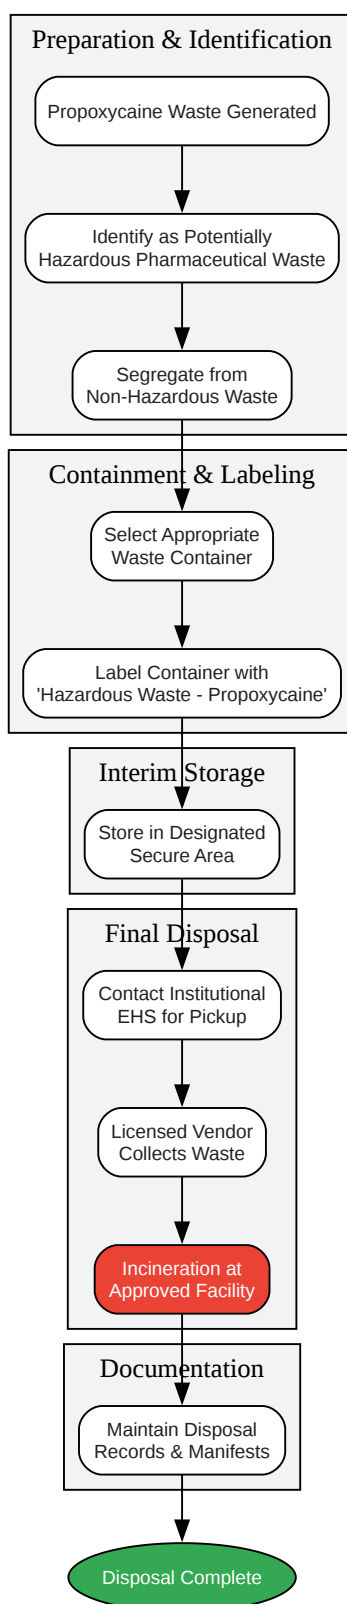 Preparation & Identification
Propoxycaine Waste Generated
Identify as Potentially
Hazardous Pharmaceutical Waste
Segregate from
Non-Hazardous Waste
Containment & Labeling
Select Appropriate
Waste Container
Label Container with
'Hazardous Waste - Propoxycaine'
Interim Storage
Store in Designated
Secure Area
Final Disposal
Contact Institutional
EHS for Pickup
Licensed Vendor
Collects Waste
Incineration at
Approved Facility
Documentation
Maintain Disposal
Records & Manifests
Disposal Complete